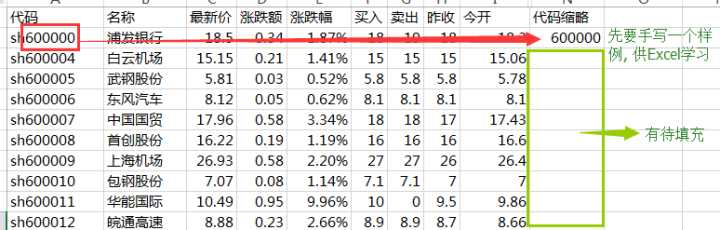 代码 名称 最新价 涨跌额 涨跌幅 买入 卖出 昨收 今开 代码缩略
sh600000 浦发银行 18.5 0.34 1.87% 600000
先要手写一个样
例, 供Excel学习
sh600004 白云机场 15.15 0.21 1.41% 15 15 15 15.06
sh600005 武钢股份 5.81 0.03 0.52% 5.8 5.8 5.8 5.78
sh600006 东风汽车 8.12 0.05 0.62% 8.1 8.1 8.1 8.1
sh600007 中国国贸 17.96 0.58 3.34% 18 18 17 17.43
sh600008 首创股份 16.22 0.19 1.19% 16 16 16 16.6
有待填充
sh600009 上海机场 26.93 0.58 2.20% 27 27 26 26.4
sh600010 包钢股份 7.07 0.08 1.14% 7.1 7.1 7 7
sh600011 华能国际 10.49 0.95 9.96% 10 0 9.5 9.86
sh600012 皖通高速 8.88 0.23 2.66% 8.9 8.9 8.7 8.66